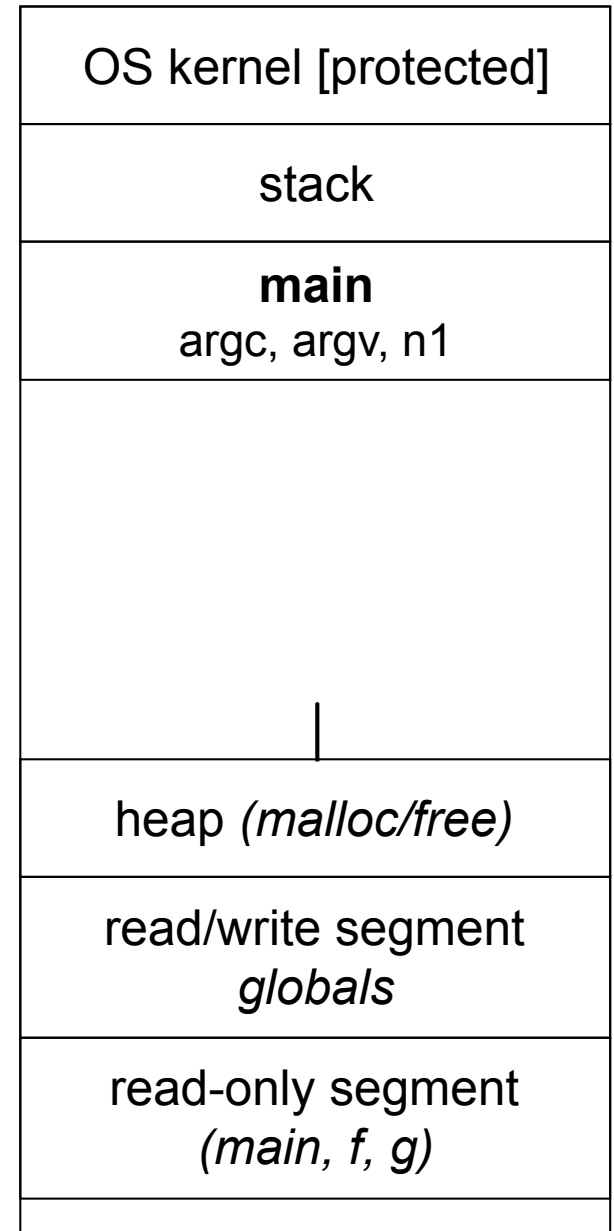 OS kernel [protected]
stack
main
argc, argv, n1
heap (malloc/free)
read/write segment
globals
read-only segment
(main, f, g)